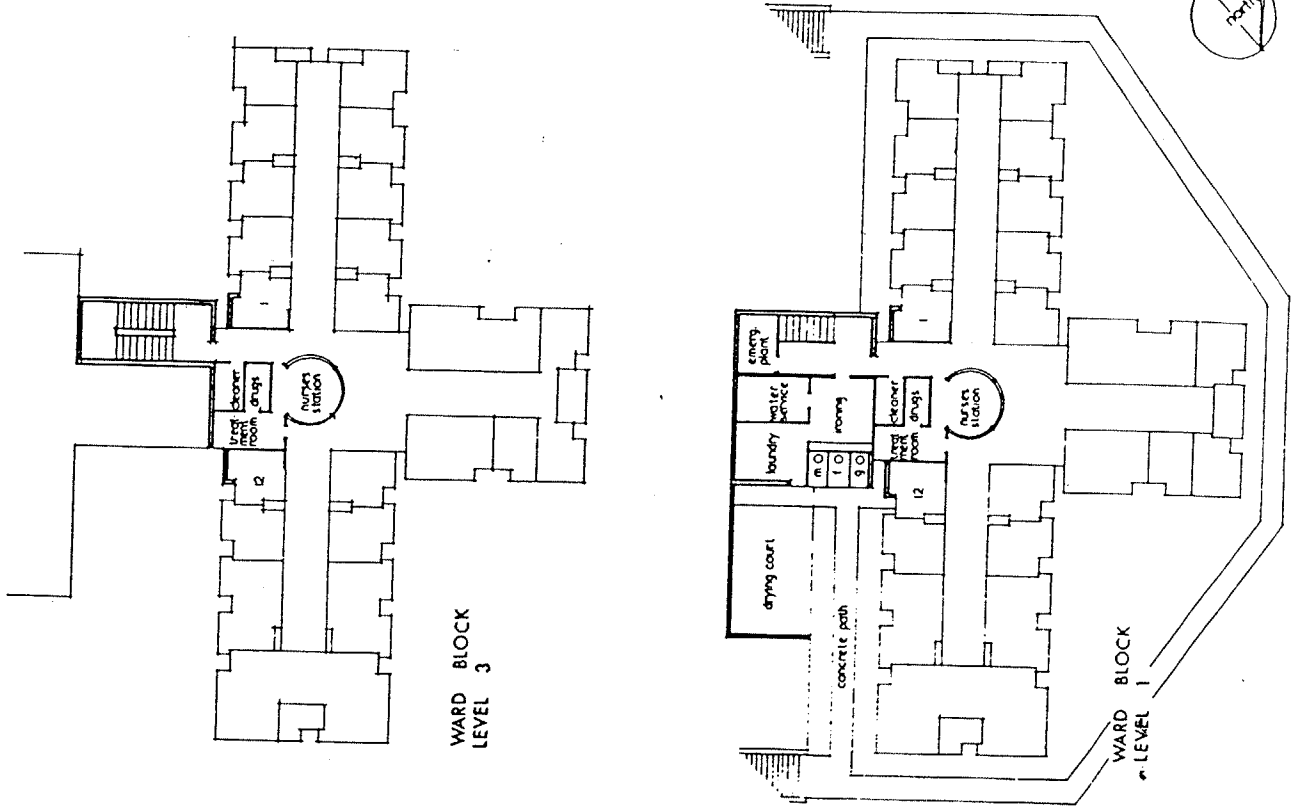 cleaner
drugs
treat-
ment
room
nurses
station
1
12
WARD BLOCK
LEVEL 3
north
emerg.
plant
water
service
laundry
ironing
m
f
g
cleaner
drugs
treat
ment
room
nurses
station
1
12
drying court
concrete path
WARD BLOCK
LEVEL 1